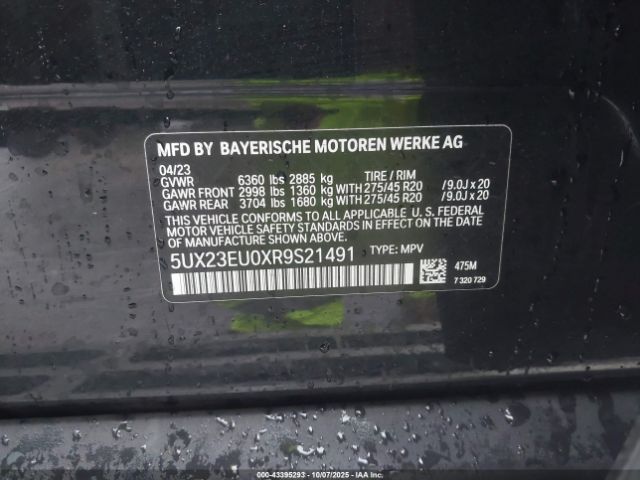 MFD BY BAYERISCHE MOTOREN WERKE AG
04/23
GVWR 6360 lbs 2885 kg TIRE / RIM
GAWR FRONT 2998 lbs 1360 kg WITH 275/45 R20 /9.0J x 20
GAWR REAR 3704 lbs 1680 kg WITH 275/45 R20 /9.0J x 20
THIS VEHICLE CONFORMS TO ALL APPLICABLE U. S. FEDERAL
MOTOR VEHICLE SAFETY STANDARDS IN EFFECT ON THE DATE
OF MANUFACTURE SHOWN ABOVE.
5UX23EU0XR9S21491 TYPE: MPV
475M
7 320 729
000-43395293 - 10/07/2025 - IAA Inc.